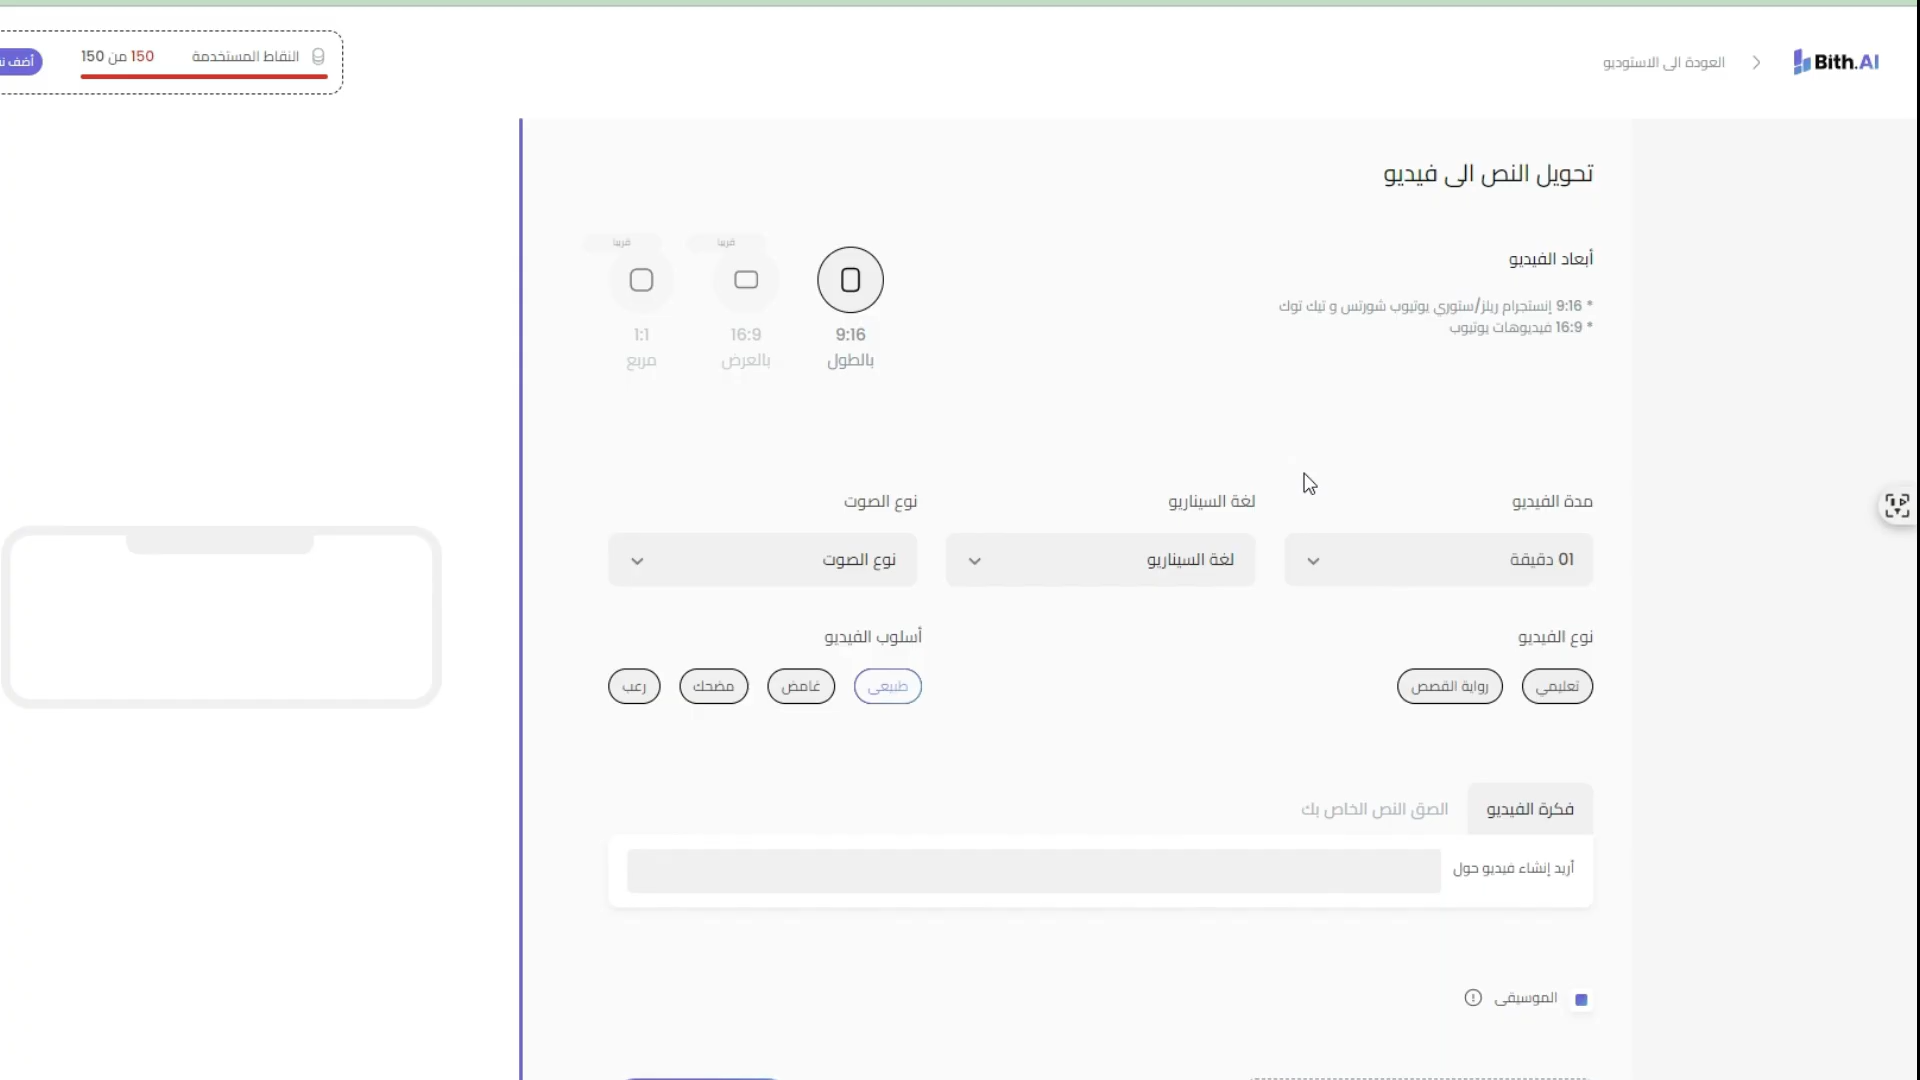 Bith.AI
العودة الى الاستوديو
النقاط المستخدمة
150 من 150
أضف
تحويل النص الى فيديو
أبعاد الفيديو
* 9:16 إنستجرام ريلز/ستوري يوتيوب شورتس و تيك توك
* 16:9 فيديوهات يوتيوب
قريبا
قريبا
9:16
16:9
1:1
بالطول
بالعرض
مربع
مدة الفيديو
لغة السيناريو
نوع الصوت
01 دقيقة
لغة السيناريو
نوع الصوت
نوع الفيديو
أسلوب الفيديو
تعليمي
رواية القصص
طبيعى
غامض
مضحك
رعب
فكرة الفيديو
الصق النص الخاص بك
أريد إنشاء فيديو حول
الموسيقى